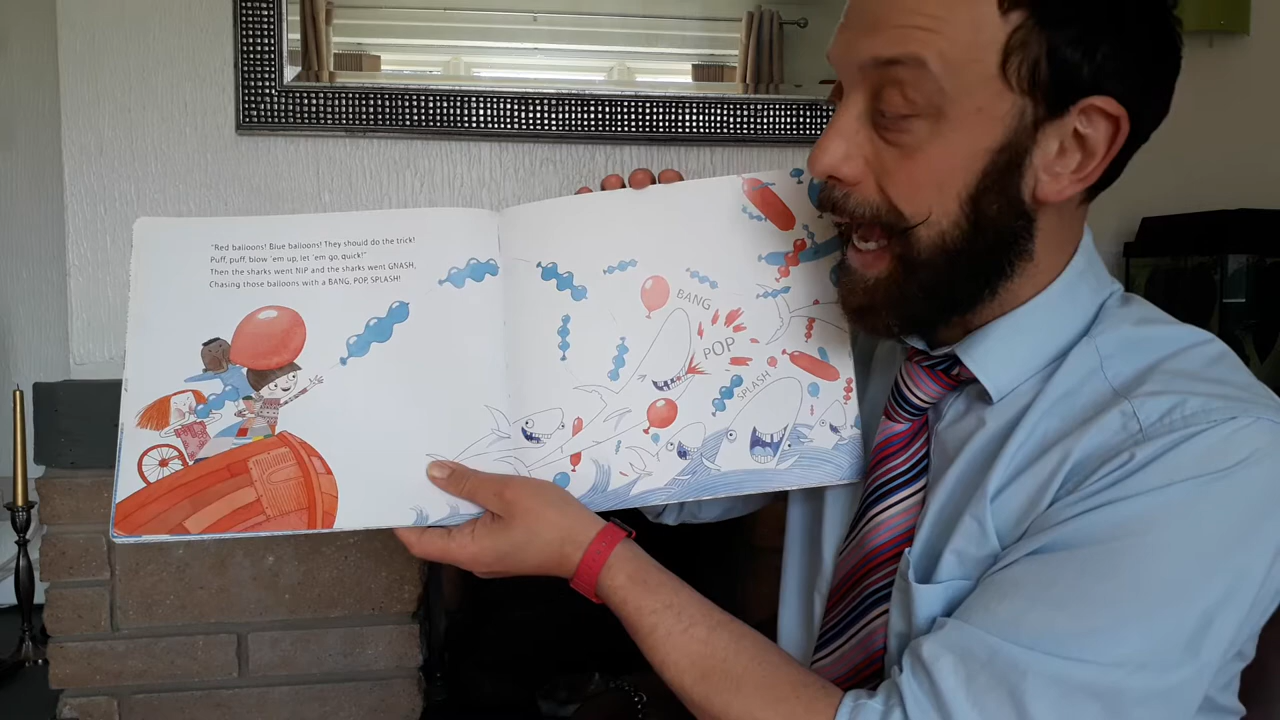 "Red balloons! Blue balloons! They should do the trick!
Puff, puff, blow 'em up, let 'em go, quick!"
Then the sharks went NIP and the sharks went GNASH,
Chasing those balloons with a BANG, POP, SPLASH!
BANG
POP
SPLASH